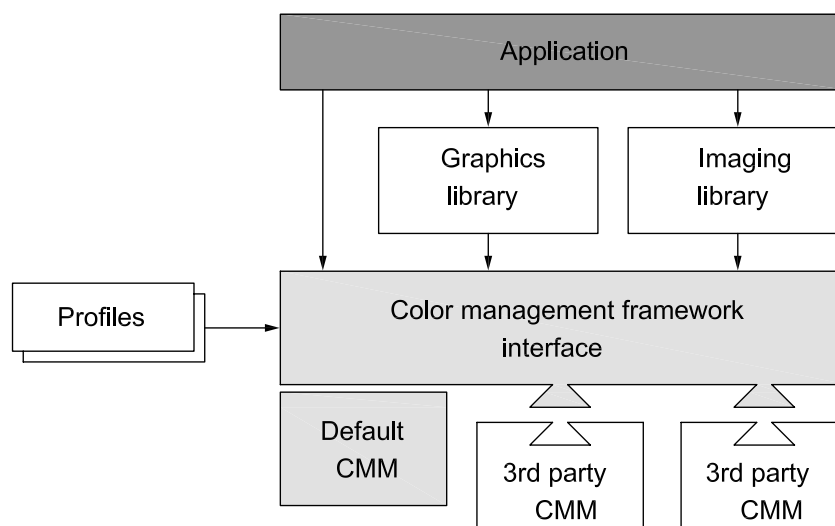 Application
Graphics
library
Imaging
library
Profiles
Color management framework
interface
Default
CMM
3rd party
CMM
3rd party
CMM